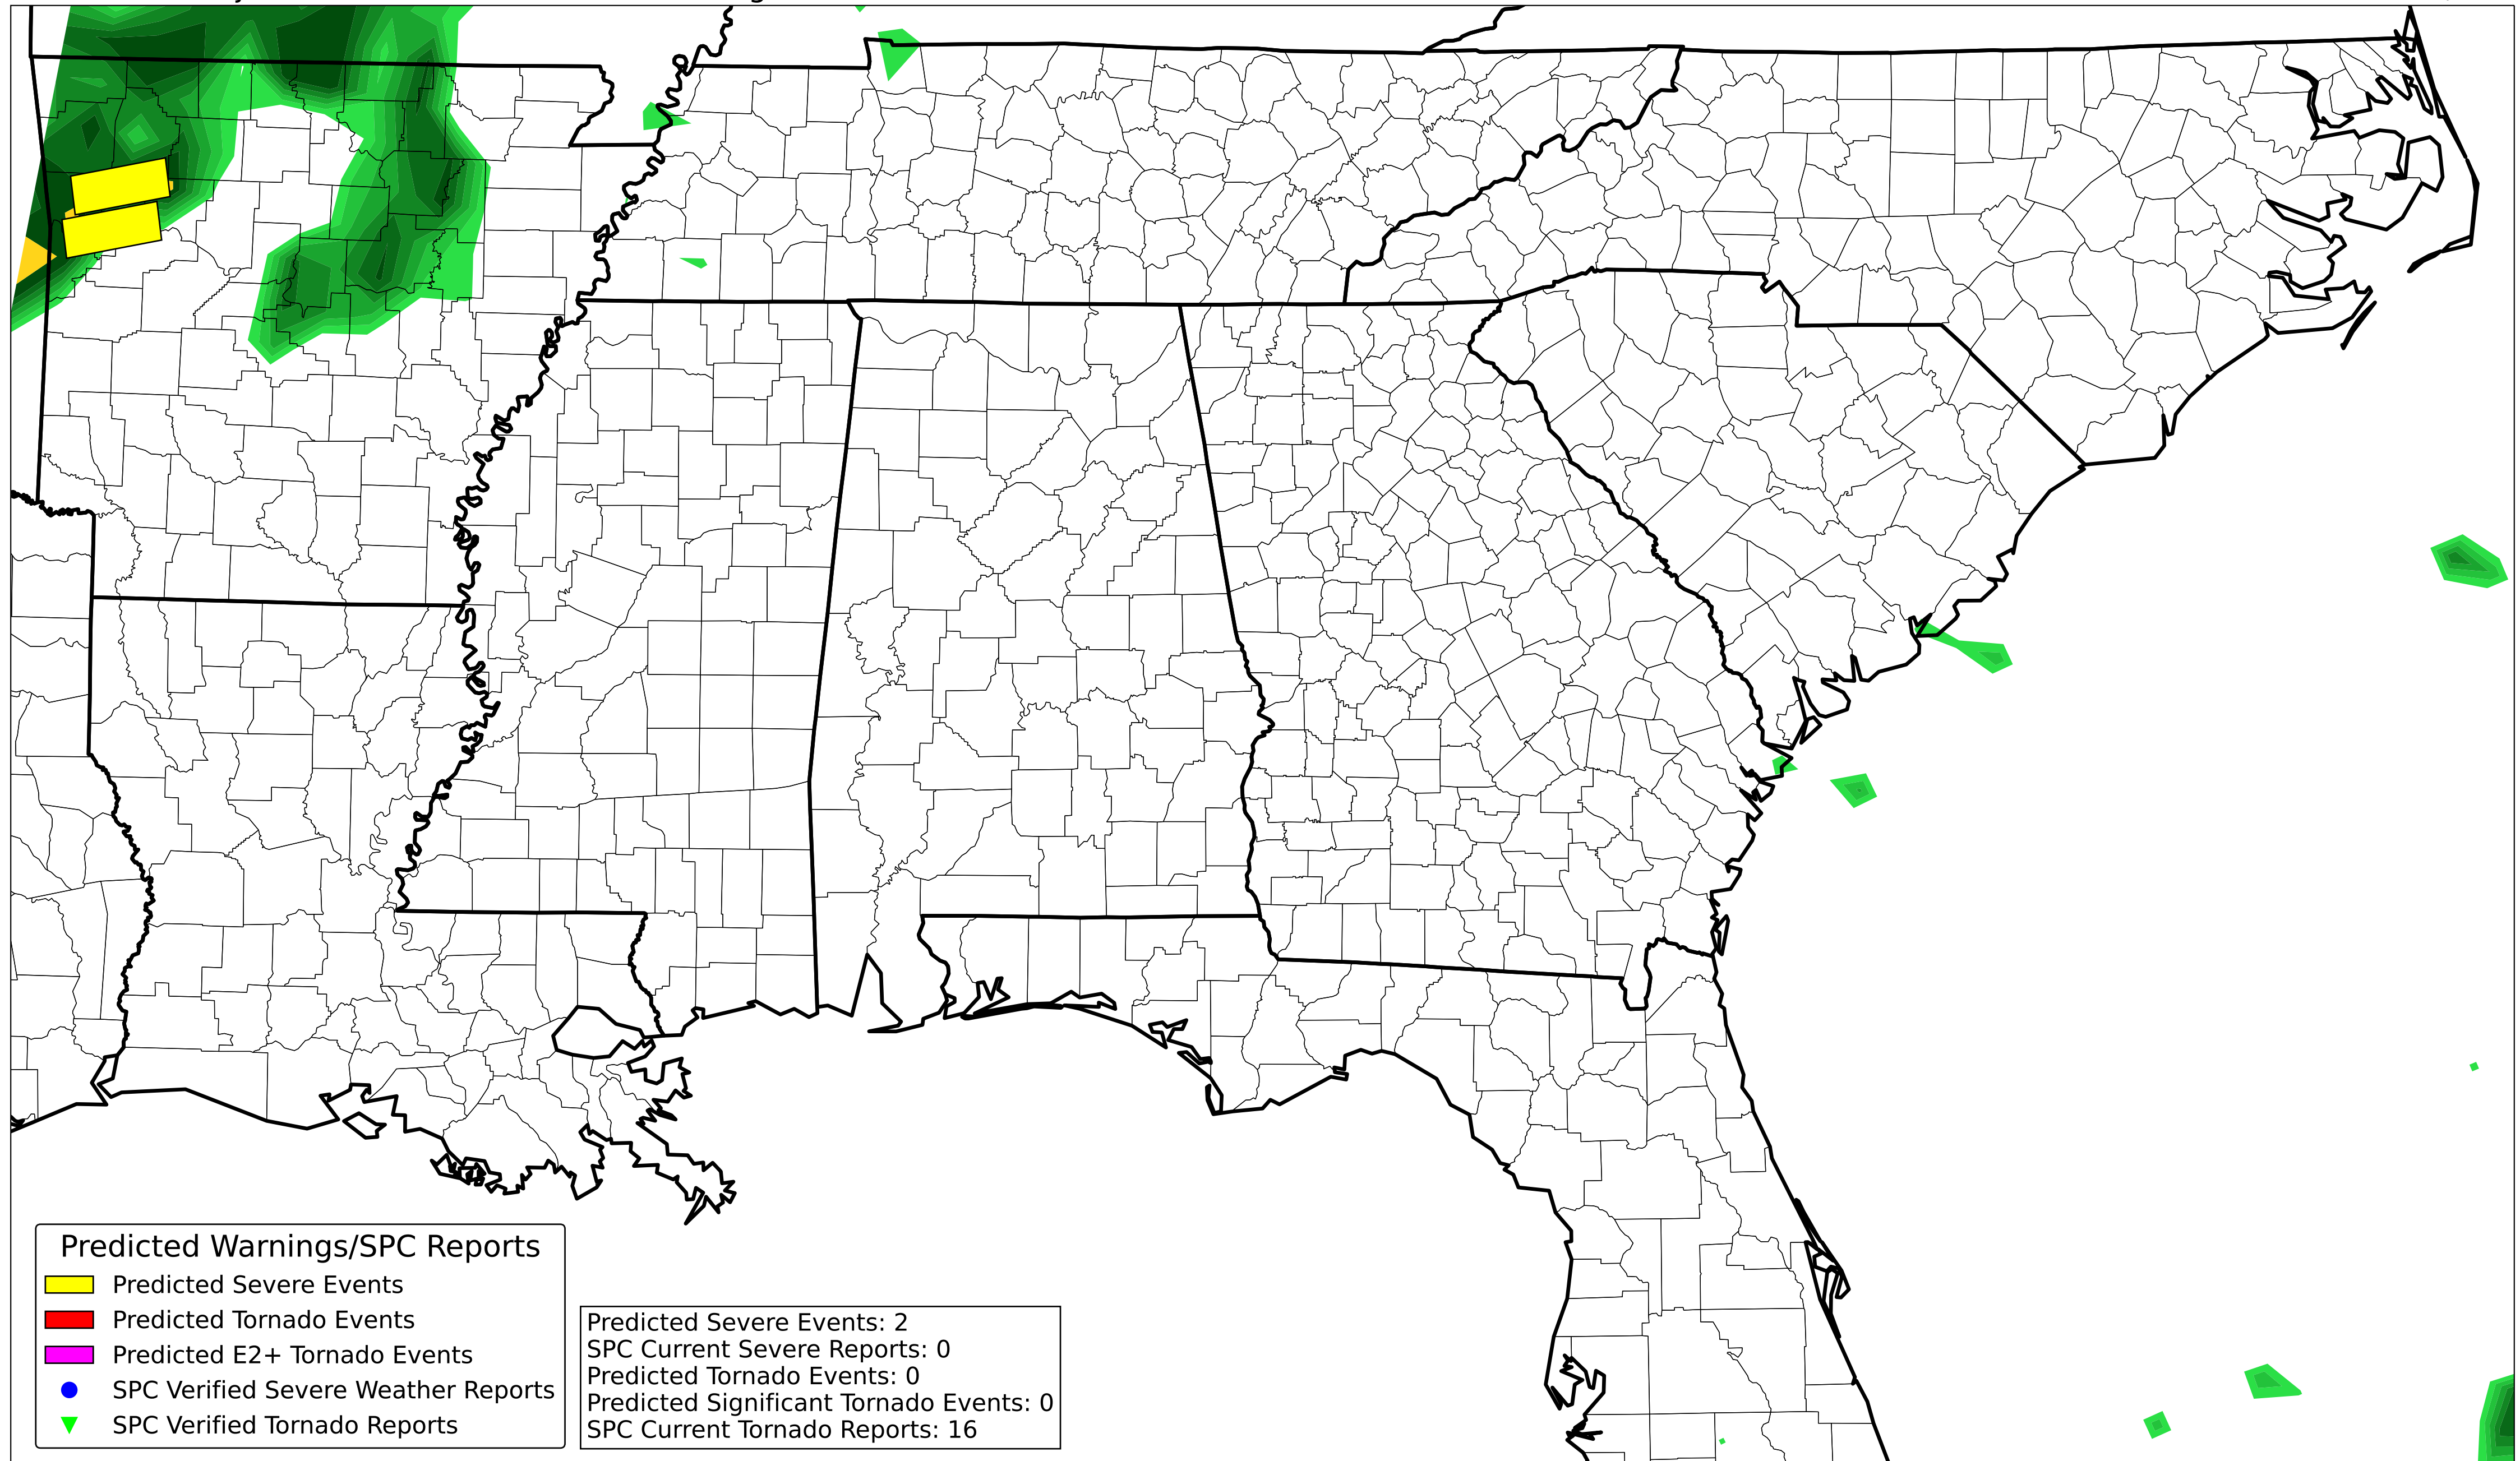 Predicted Warnings/SPC Reports
Predicted Severe Events
Predicted Tornado Events
Predicted E2+ Tornado Events
SPC Verified Severe Weather Reports
SPC Verified Tornado Reports
Predicted Severe Events: 2
SPC Current Severe Reports: 0
Predicted Tornado Events: 0
Predicted Significant Tornado Events: 0
SPC Current Tornado Reports: 16